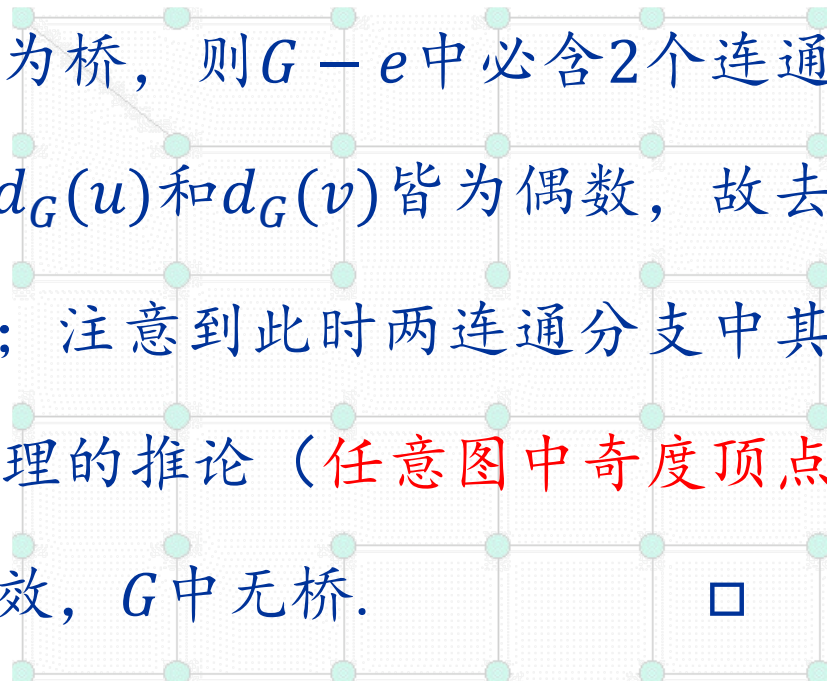 为桥，则G − e中必含2个连通
d_G(u)和d_G(v)皆为偶数，故去
；注意到此时两连通分支中其
理的推论（任意图中奇度顶点
效，G中无桥. □